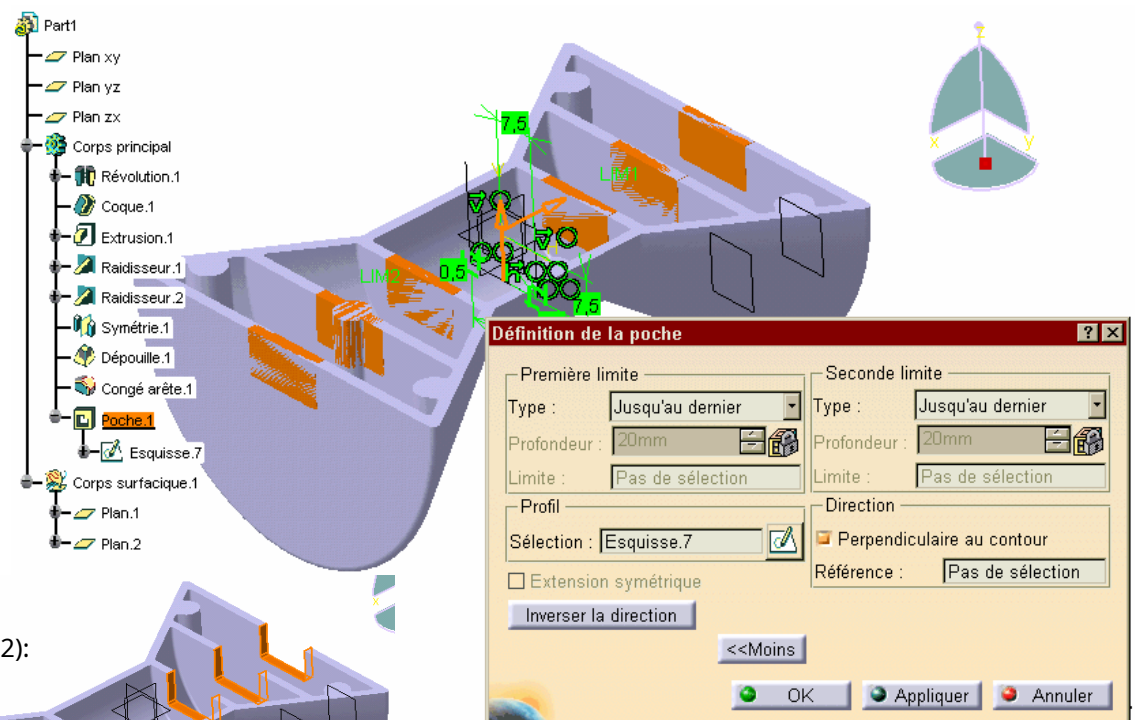 Part1
Plan xy
Plan yz
Plan zx
Corps principal
Révolution.1
Coque.1
Extrusion.1
Raidisseur.1
Raidisseur.2
Symétrie.1
Dépouille.1
Congé arête.1
Poche.1
Esquisse.7
Corps surfacique.1
Plan.1
Plan.2
z
x
y
7,5
LIM1
LIM2
0,5
7,5
Définition de la poche
Première limite
Type : Jusqu'au dernier
Profondeur : 20mm
Limite : Pas de sélection
Seconde limite
Type : Jusqu'au dernier
Profondeur : 20mm
Limite : Pas de sélection
Profil
Sélection : Esquisse.7
Direction
Perpendiculaire au contour
Référence : Pas de sélection
Extension symétrique
Inverser la direction
<<Moins
OK
Appliquer
Annuler
2):
x